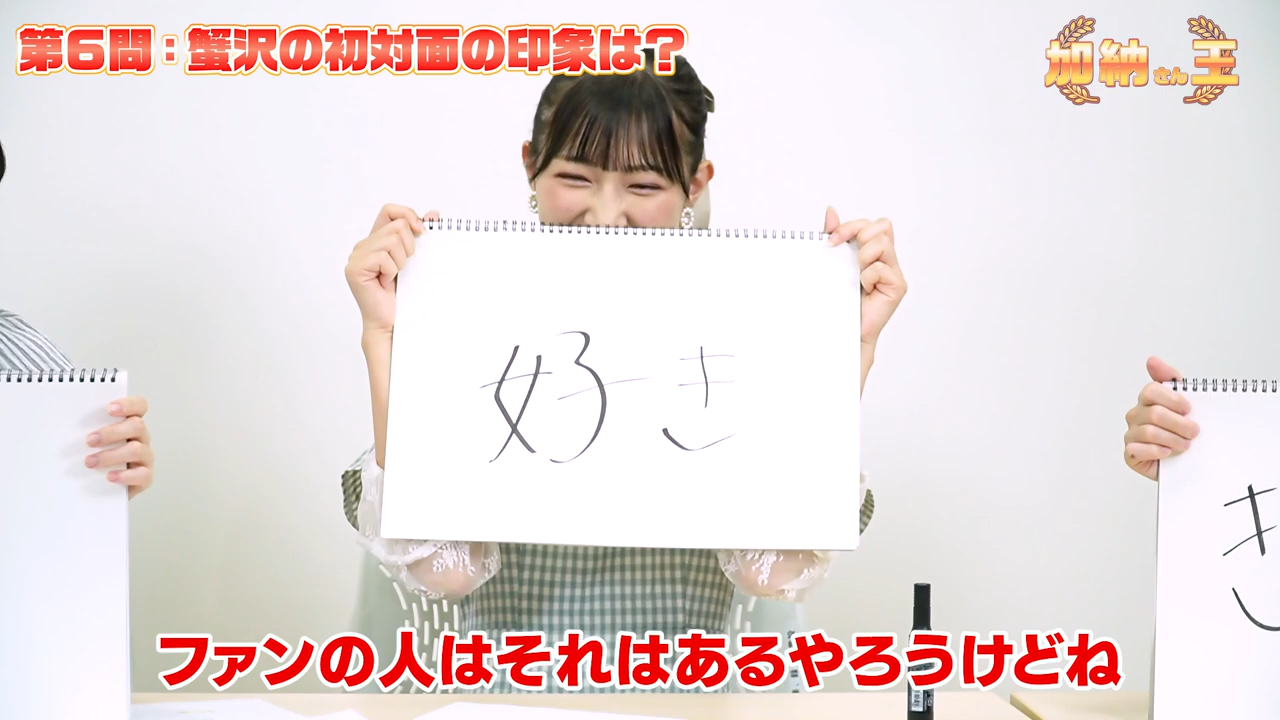 第6問：蟹沢の初対面の印象は？
加納さん王
好き
き
ファンの人はそれはあるやろうけどね